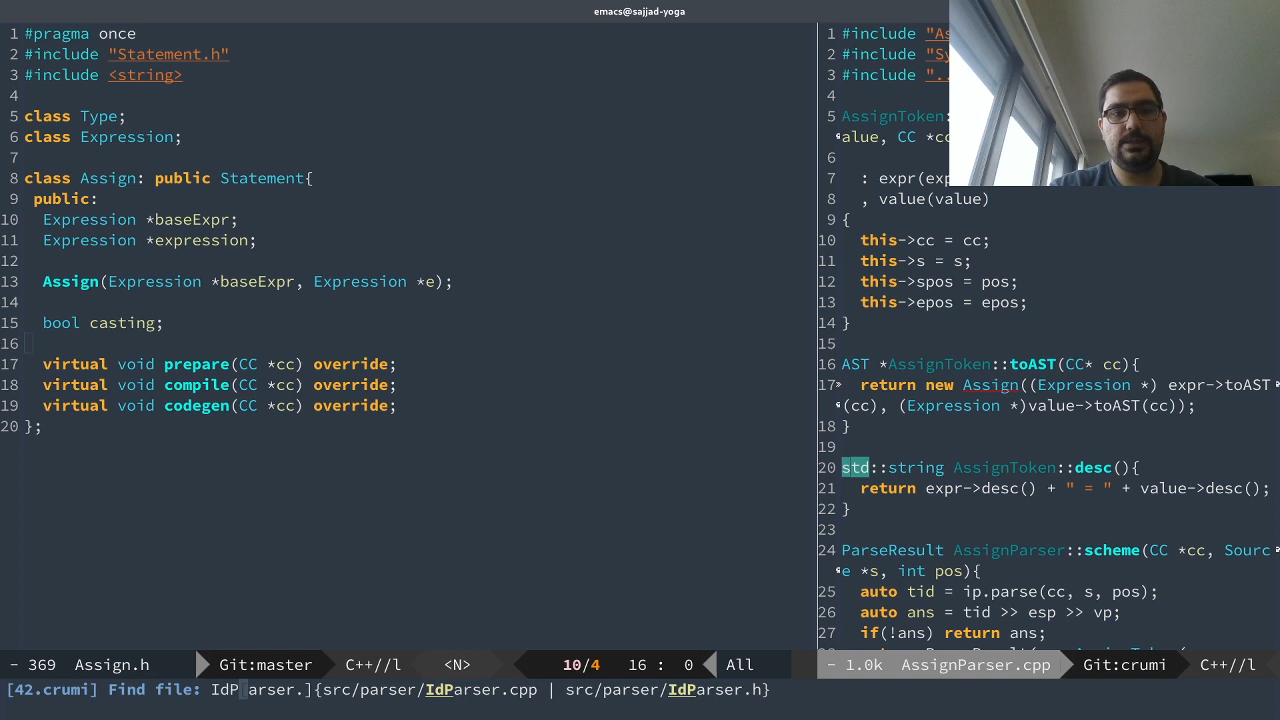 emacs@sajjad-yoga
1 #pragma once
2 #include "Statement.h"
3 #include <string>
4
5 class Type;
6 class Expression;
7
8 class Assign: public Statement{
9 public:
10 Expression *baseExpr;
11 Expression *expression;
12
13 Assign(Expression *baseExpr, Expression *e);
14
15 bool casting;
16
17 virtual void prepare(CC *cc) override;
18 virtual void compile(CC *cc) override;
19 virtual void codegen(CC *cc) override;
20 };
1 #include "As
2 #include "Sy
3 #include "..
4
5 AssignToken:
alue, CC *cc
6
7 : expr(exp
8 , value(value)
9 {
10 this->cc = cc;
11 this->s = s;
12 this->spos = pos;
13 this->epos = epos;
14 }
15
16 AST *AssignToken::toAST(CC* cc){
17 return new Assign((Expression *) expr->toAST
(cc), (Expression *)value->toAST(cc));
18 }
19
20 std::string AssignToken::desc(){
21 return expr->desc() + " = " + value->desc();
22 }
23
24 ParseResult AssignParser::scheme(CC *cc, Sourc
e *s, int pos){
25 auto tid = ip.parse(cc, s, pos);
26 auto ans = tid >> esp >> vp;
27 if(!ans) return ans;
- 369 Assign.h Git:master C++//l <N> 10/4 16 : 0 All
- 1.0k AssignParser.cpp Git:crumi C++//l
[42.crumi] Find file: IdP[arser.]{src/parser/IdParser.cpp | src/parser/IdParser.h}